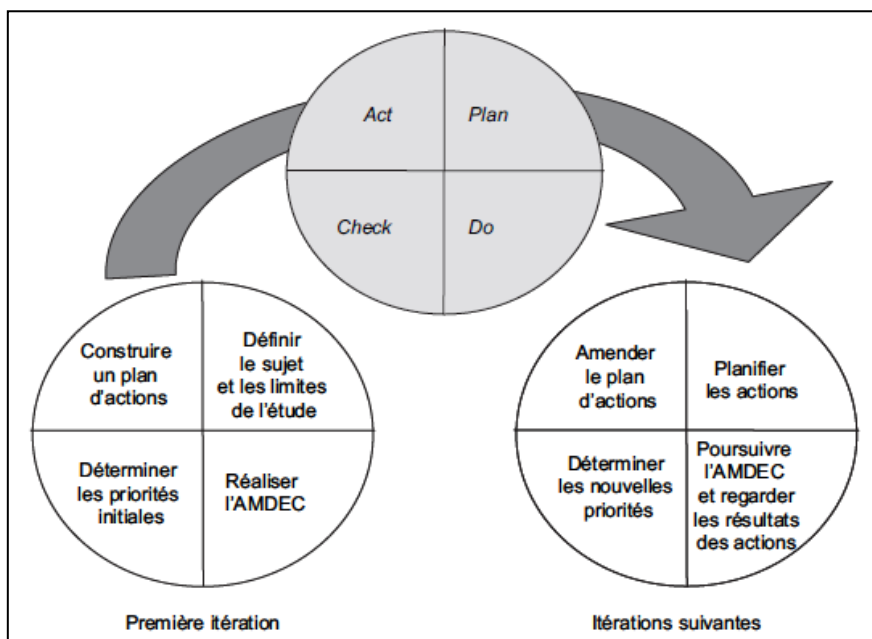 Act
Plan
Check
Do
Construire
un plan
d'actions
Définir
le sujet
et les limites
de l'étude
Déterminer
les priorités
initiales
Réaliser
l'AMDEC
Première itération
Amender
le plan
d'actions
Planifier
les actions
Déterminer
les nouvelles
priorités
Poursuivre
l'AMDEC
et regarder
les résultats
des actions
Itérations suivantes